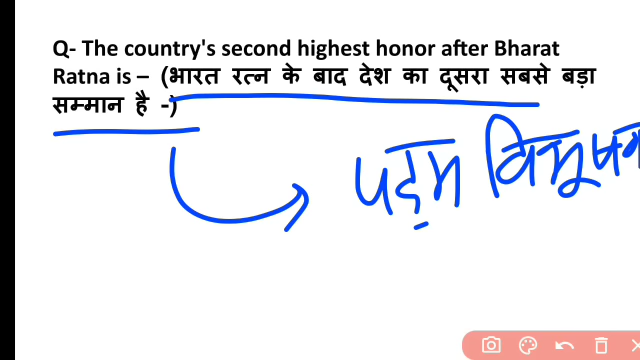 Q- The country's second highest honor after Bharat
Ratna is – (भारत रत्न के बाद देश का दूसरा सबसे बड़ा
सम्मान है -)
पद्म विभूषण